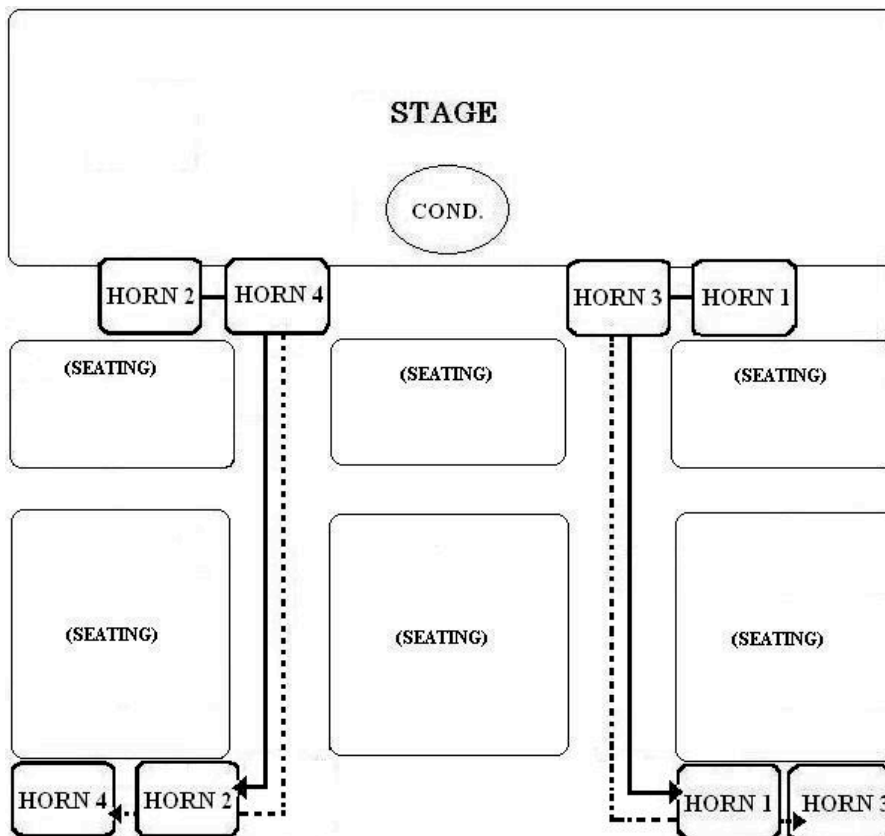 STAGE
COND.
HORN 2
HORN 4
HORN 3
HORN 1
(SEATING)
(SEATING)
(SEATING)
(SEATING)
(SEATING)
(SEATING)
HORN 4
HORN 2
HORN 1
HORN 3